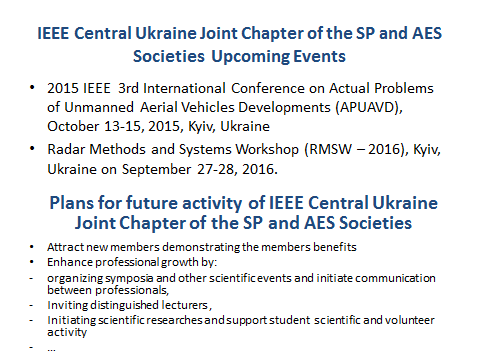 IEEE Central Ukraine Joint Chapter of the SP and AES
Societies Upcoming Events
• 2015 IEEE 3rd International Conference on Actual Problems
of Unmanned Aerial Vehicles Developments (APUAVD),
October 13-15, 2015, Kyiv, Ukraine
• Radar Methods and Systems Workshop (RMSW – 2016), Kyiv,
Ukraine on September 27-28, 2016.
Plans for future activity of IEEE Central Ukraine
Joint Chapter of the SP and AES Societies
• Attract new members demonstrating the members benefits
• Enhance professional growth by:
- organizing symposia and other scientific events and initiate communication
between professionals,
- Inviting distinguished lecturers,
- Initiating scientific researches and support student scientific and volunteer
activity
- ...